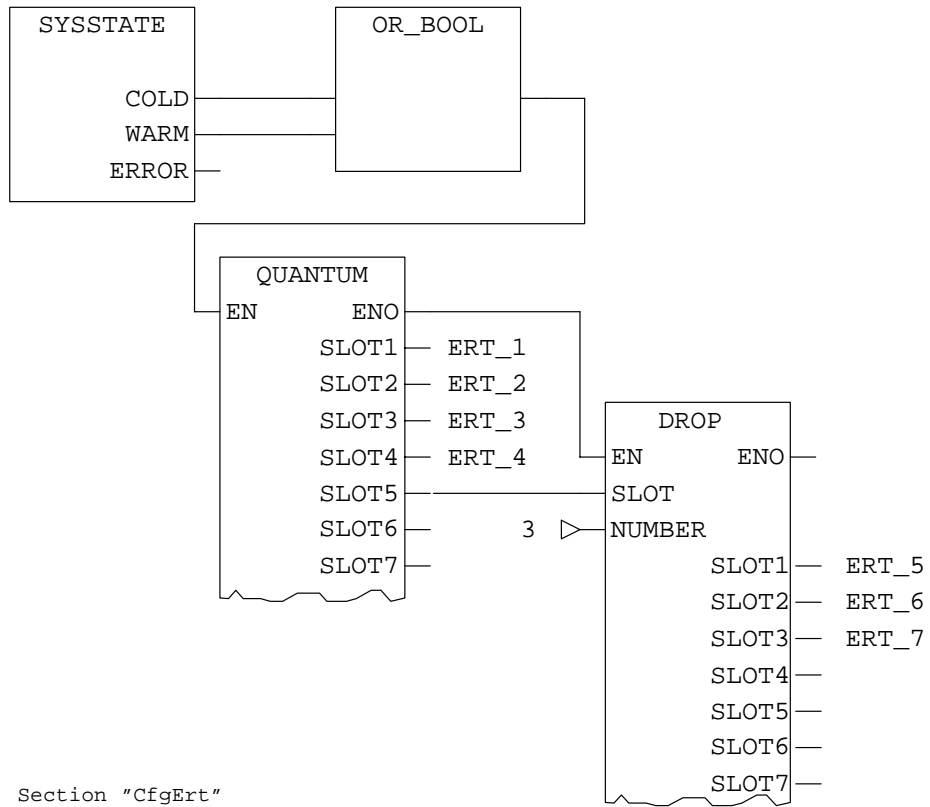 SYSSTATE
OR_BOOL
COLD
WARM
ERROR
QUANTUM
EN ENO
SLOT1 ERT_1
SLOT2 ERT_2
SLOT3 ERT_3
SLOT4 ERT_4
SLOT5
SLOT6
SLOT7
DROP
EN ENO
SLOT
3 NUMBER
SLOT1 ERT_5
SLOT2 ERT_6
SLOT3 ERT_7
SLOT4
SLOT5
SLOT6
SLOT7
Section "CfgErt"